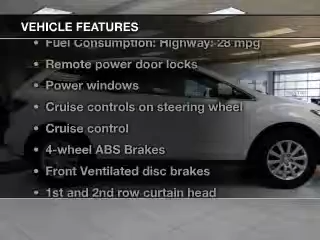 VEHICLE FEATURES
• Fuel Consumption: Highway: 28 mpg
• Remote power door locks
• Power windows
• Cruise controls on steering wheel
• Cruise control
• 4-wheel ABS Brakes
• Front Ventilated disc brakes
• 1st and 2nd row curtain head